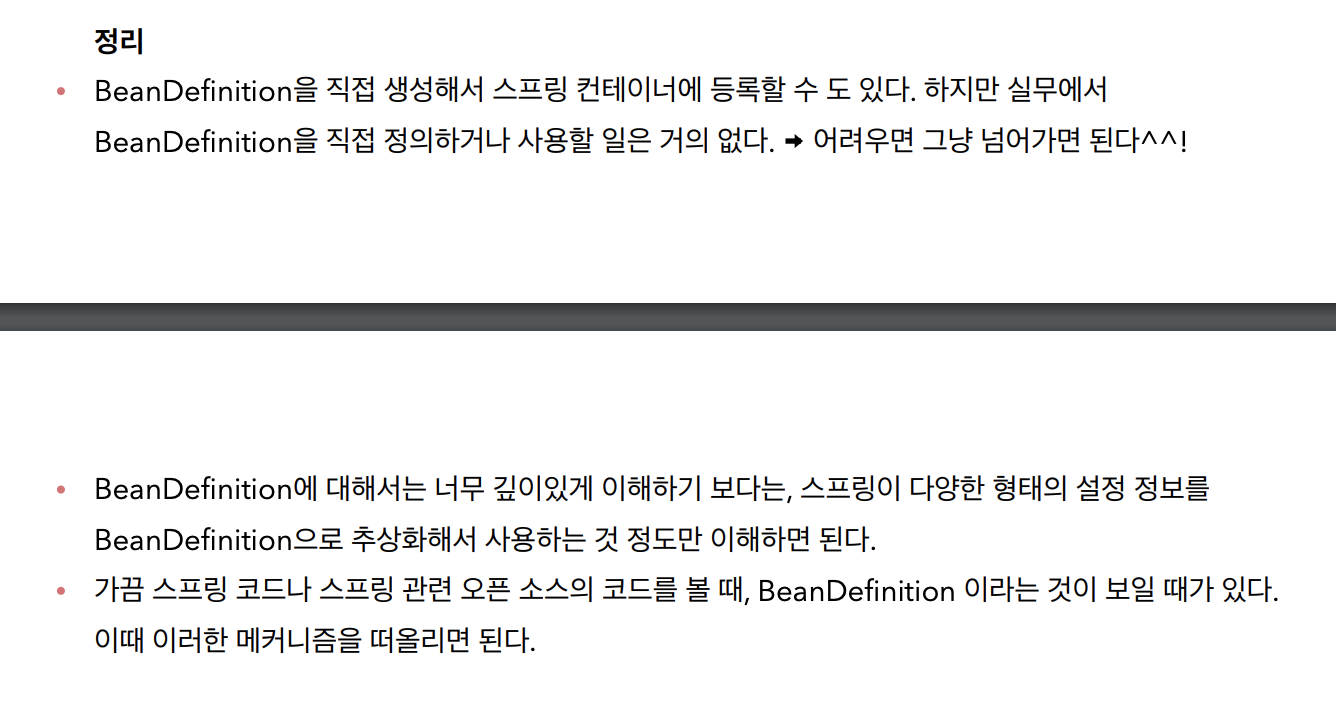 정리
• BeanDefinition을 직접 생성해서 스프링 컨테이너에 등록할 수 도 있다. 하지만 실무에서
BeanDefinition을 직접 정의하거나 사용할 일은 거의 없다. ➡ 어려우면 그냥 넘어가면 된다^^!
• BeanDefinition에 대해서는 너무 깊이있게 이해하기 보다는, 스프링이 다양한 형태의 설정 정보를
BeanDefinition으로 추상화해서 사용하는 것 정도만 이해하면 된다.
• 가끔 스프링 코드나 스프링 관련 오픈 소스의 코드를 볼 때, BeanDefinition 이라는 것이 보일 때가 있다.
이때 이러한 메커니즘을 떠올리면 된다.